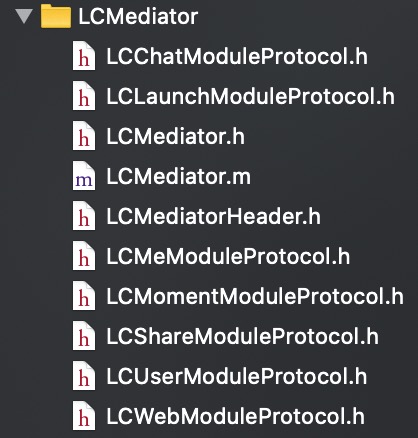 LCMediator
h LCChatModuleProtocol.h
h LCLaunchModuleProtocol.h
h LCMediator.h
m LCMediator.m
h LCMediatorHeader.h
h LCMeModuleProtocol.h
h LCMomentModuleProtocol.h
h LCShareModuleProtocol.h
h LCUserModuleProtocol.h
h LCWebModuleProtocol.h